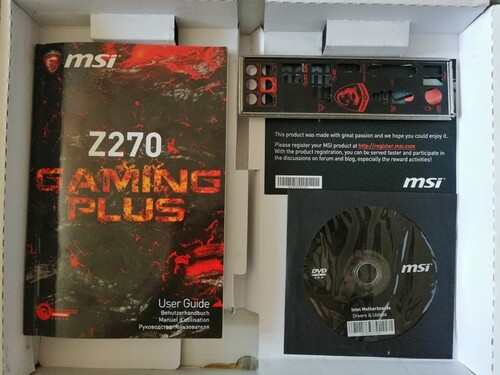 msi
Z270
GAMING
PLUS
User Guide
Benutzerhandbuch
Manuel d'utilisation
Руководство пользователя
This product was made with great passion and we hope you could enjoy it.
Please register your MSI product at http://register.msi.com
With the product registration, you can be served faster and participate in
the discussions on forum and blog, especially the reward activities!
msi
DVD
msi
Intel Motherboards
Drivers & Utilities